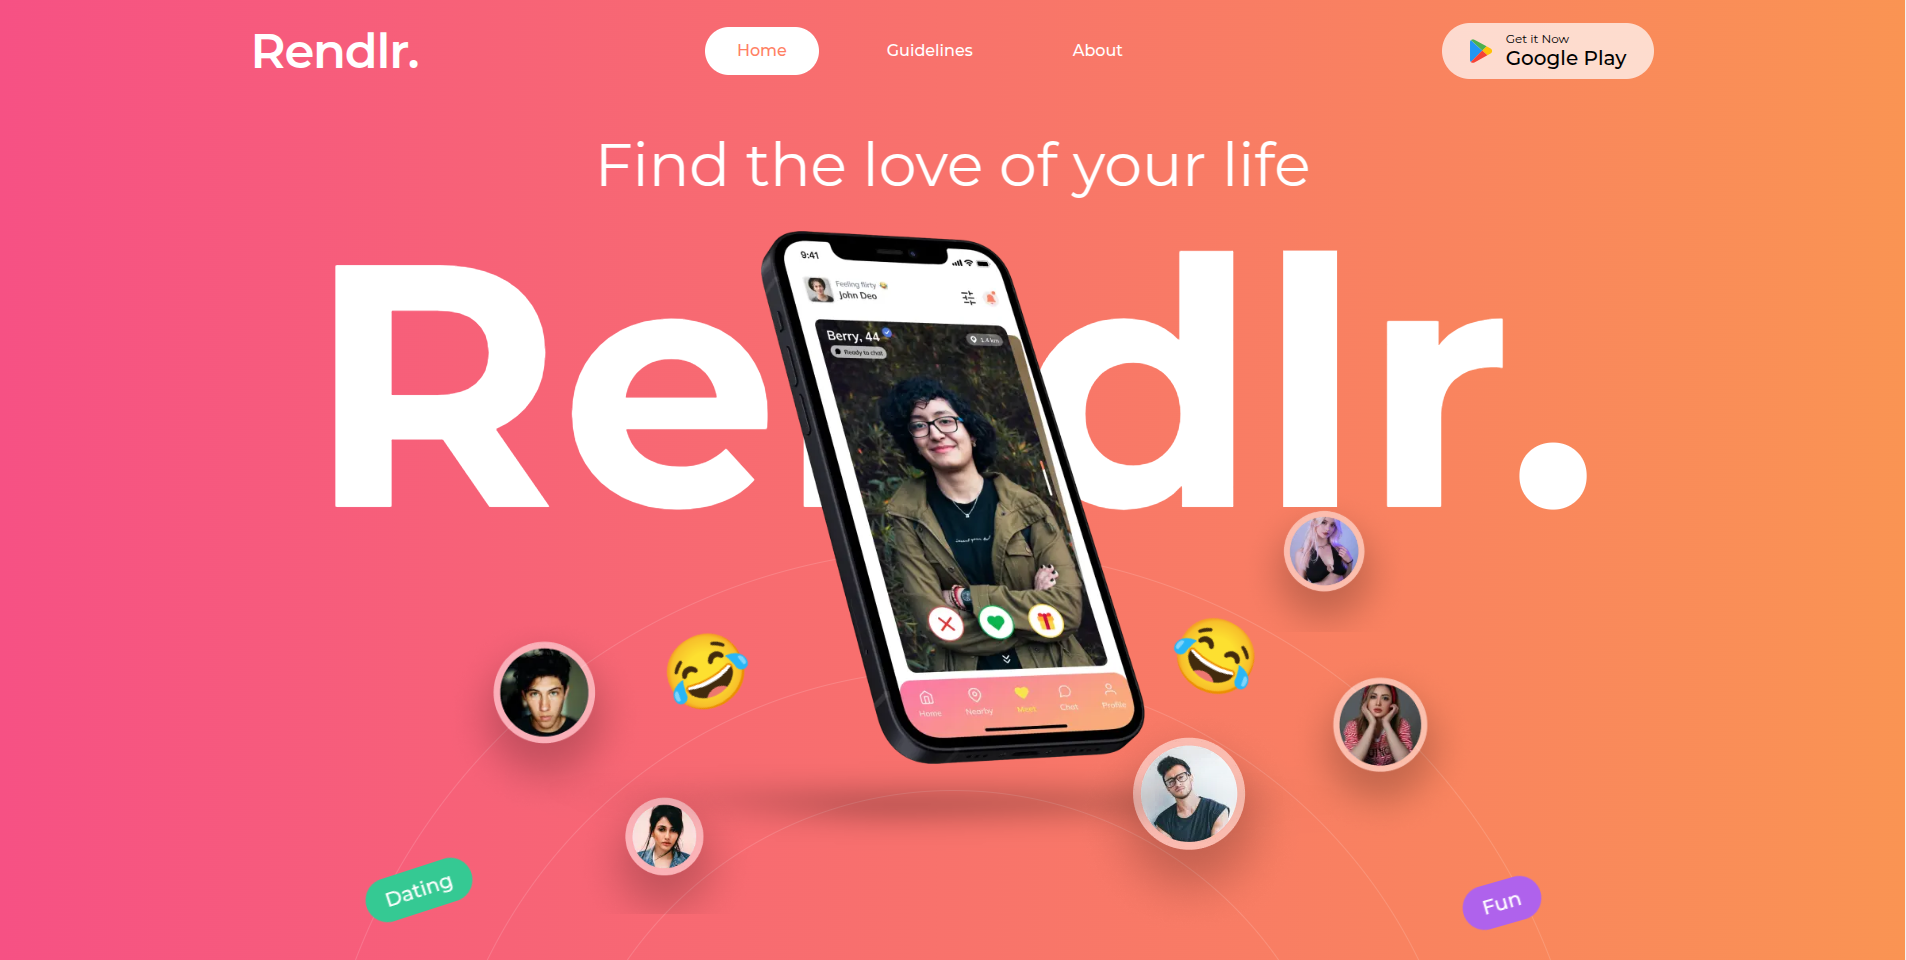 Rendlr.
Home
Guidelines
About
Get it Now
Google Play
Find the love of your life
Rendlr.
9:41
Feeling flirty 😂
John Deo
Berry, 44
1.4 km
Ready to chat
Home
Nearby
Meet
Chat
Profile
Dating
Fun